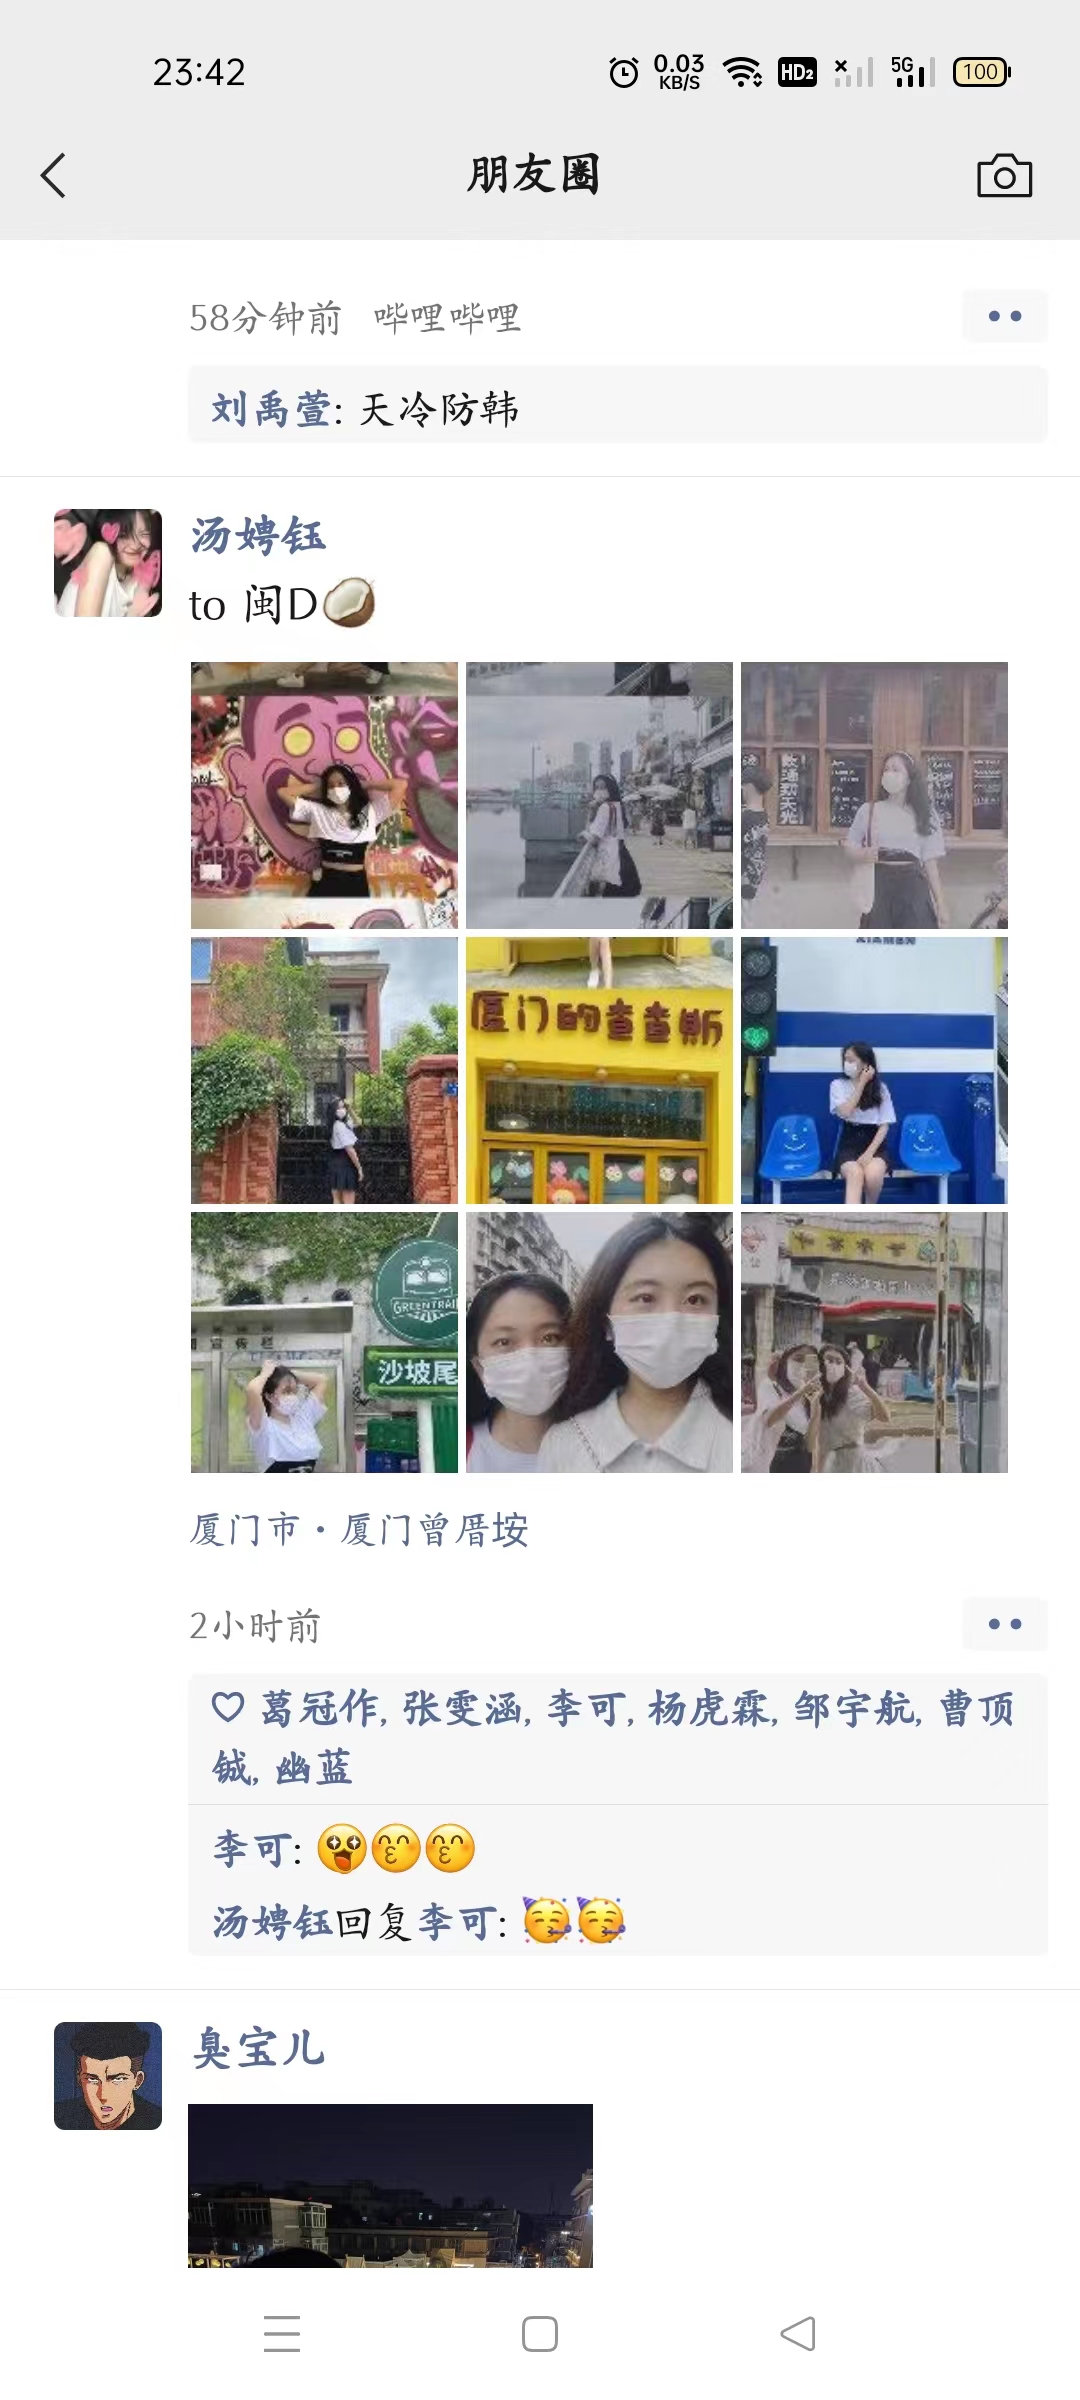 23:42
0.03 KB/S HD2 5G 100
朋友圈
58分钟前 哔哩哔哩
刘禹萱: 天冷防韩
汤娉钰
to 闽D🥥
厦门的查查斯
GREENTRAI
沙坡尾
厦门市·厦门曾厝垵
2小时前
♡ 葛冠作, 张雯涵, 李可, 杨虎霖, 邹宇航, 曹顶
钺, 幽蓝
李可: 🤩😙😙
汤娉钰回复李可: 🥳🥳
臭宝儿